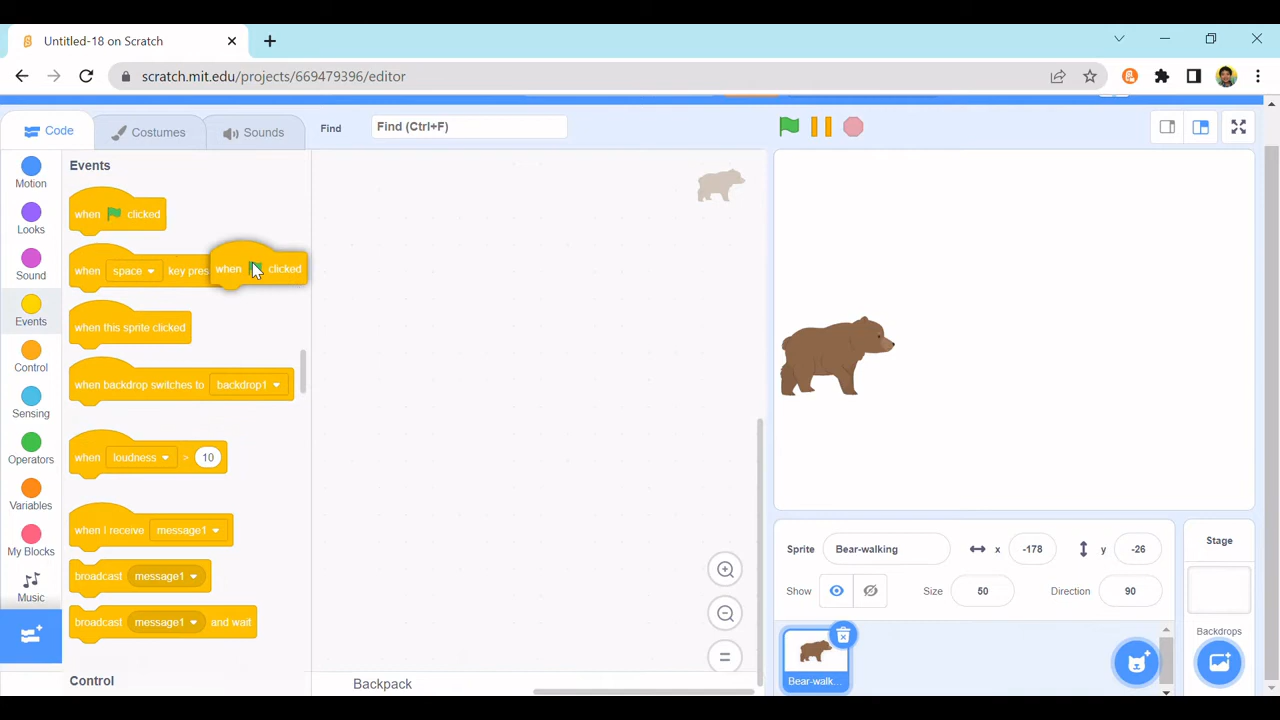 Untitled-18 on Scratch
scratch.mit.edu/projects/669479396/editor
Code
Costumes
Sounds
Find
Find (Ctrl+F)
Motion
Looks
Sound
Events
Control
Sensing
Operators
Variables
My Blocks
Music
Events
when clicked
when space key pres
when clicked
when this sprite clicked
when backdrop switches to backdrop1
when loudness > 10
when I receive message1
broadcast message1
broadcast message1 and wait
Control
Backpack
Sprite Bear-walking x -178 y -26
Show Size 50 Direction 90
Bear-walk...
Stage
Backdrops